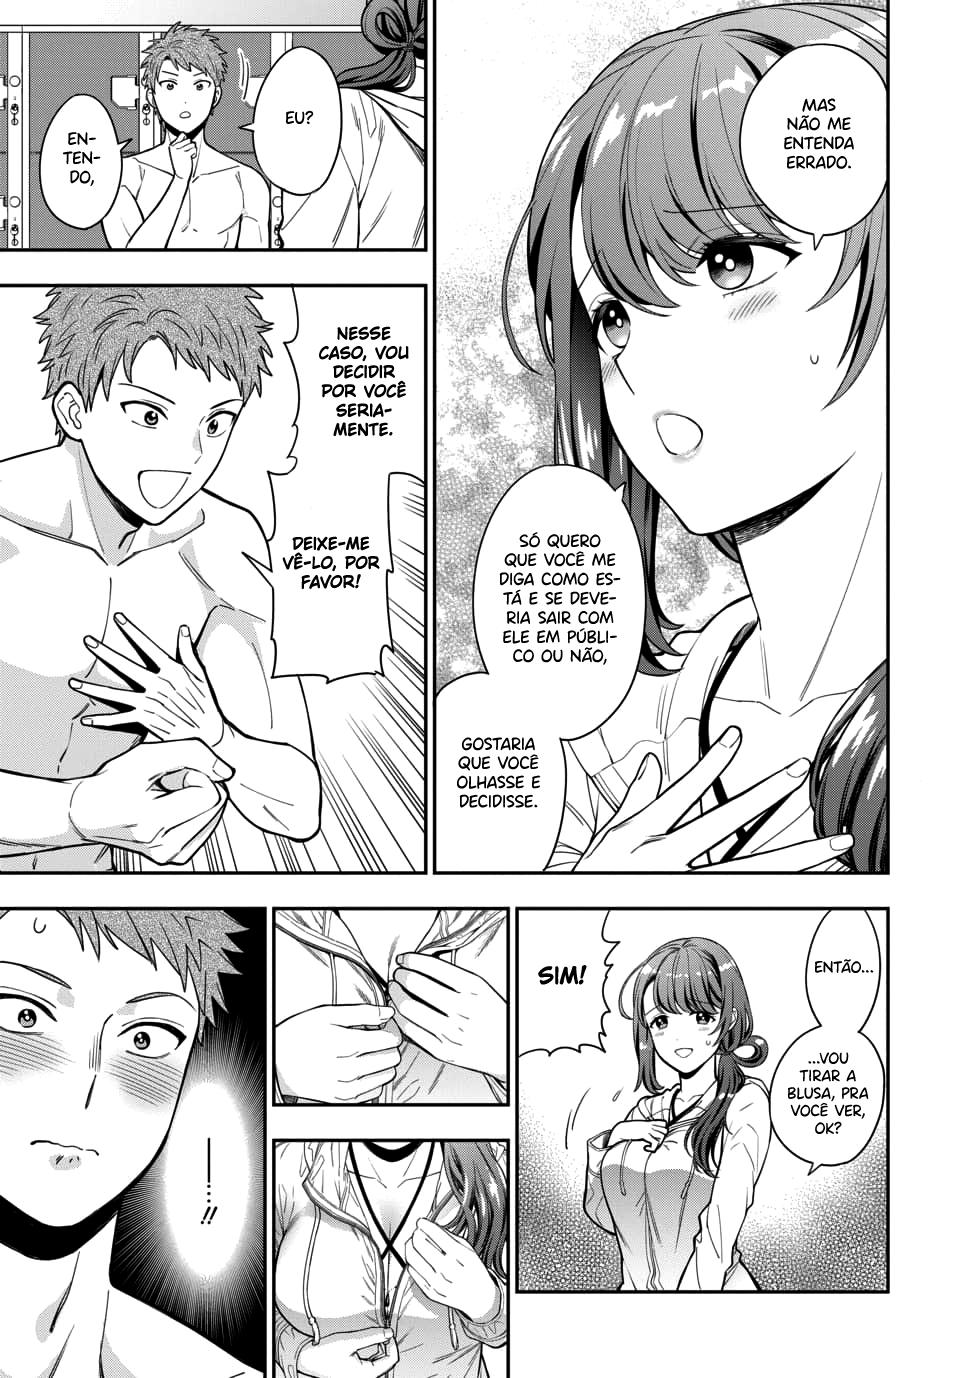 MAS
NÃO ME
ENTENDA
ERRADO.
SÓ QUERO
QUE VOCÊ ME
DIGA COMO ES-
TÁ E SE DEVE-
RIA SAIR COM
ELE EM PÚBLI-
CO OU NÃO,
GOSTARIA
QUE VOCÊ
OLHASSE E
DECIDISSE.
EU?
EN-
TEN-
DO,
NESSE
CASO, VOU
DECIDIR
POR VOCÊ
SERIA-
MENTE.
DEIXE-ME
VÊ-LO, POR
FAVOR!
ENTÃO...
...VOU
TIRAR A
BLUSA, PRA
VOCÊ VER,
OK?
SIM!
...!!